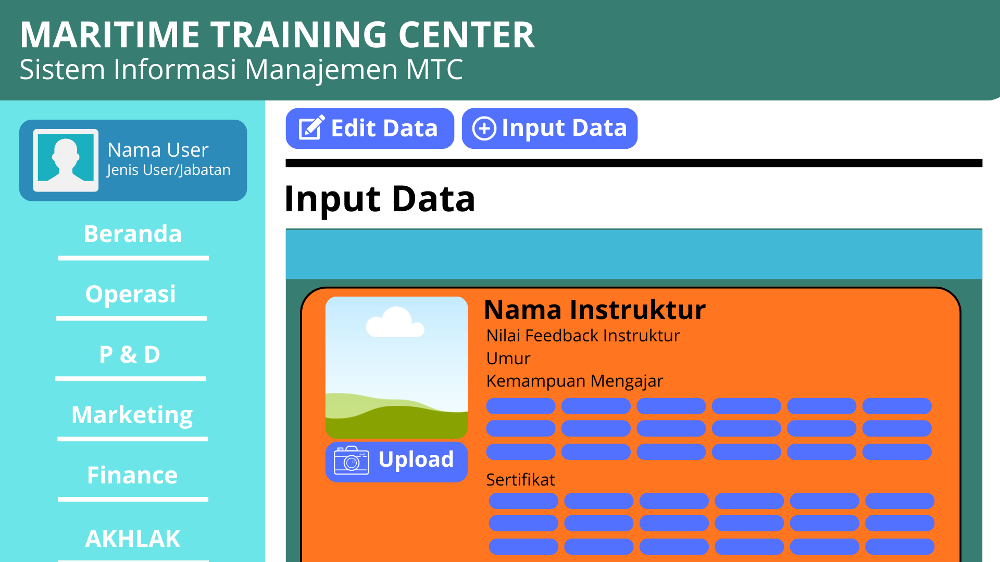 MARITIME TRAINING CENTER
Sistem Informasi Manajemen MTC
Nama User
Jenis User/Jabatan
Beranda
Operasi
P & D
Marketing
Finance
AKHLAK
Edit Data
Input Data
Input Data
Nama Instruktur
Nilai Feedback Instruktur
Umur
Kemampuan Mengajar
Upload
Sertifikat